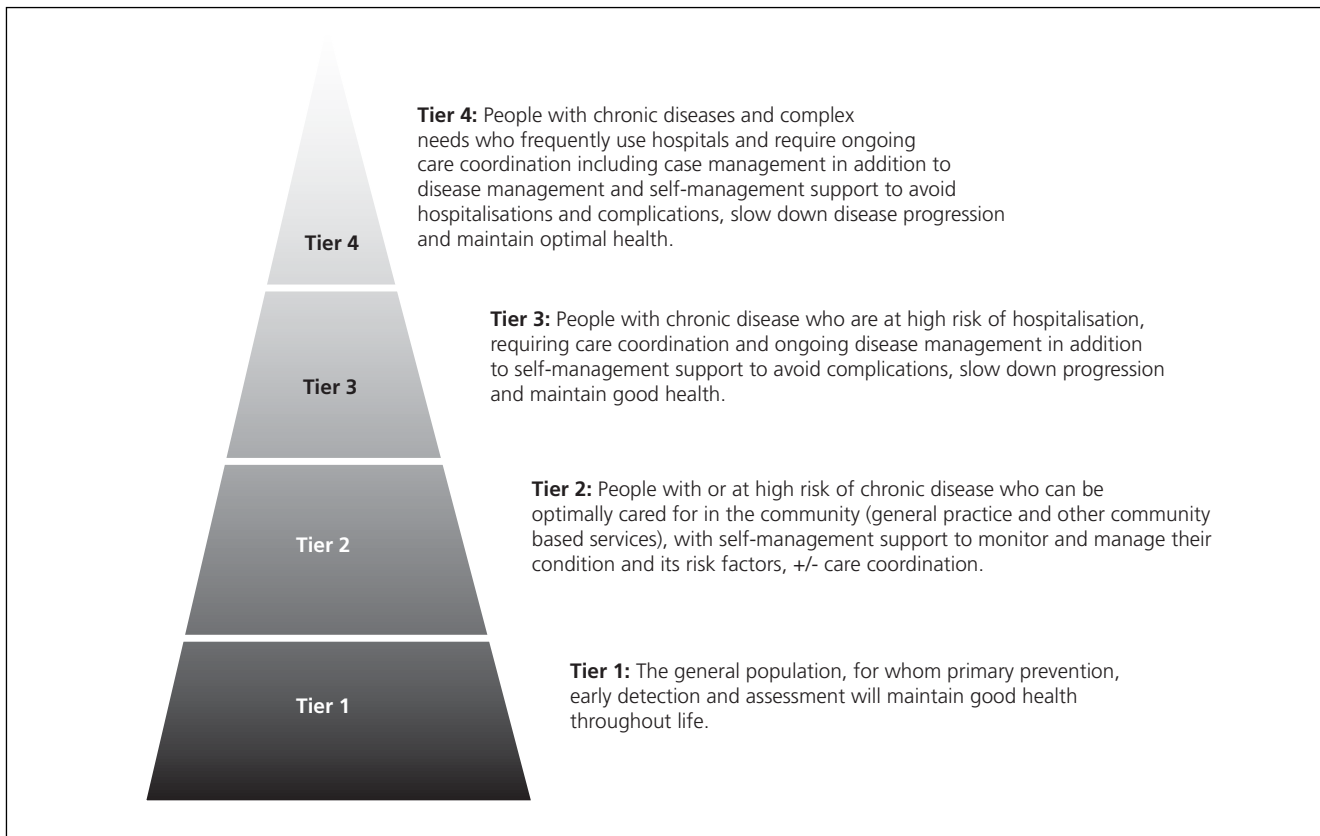 Tier 4: People with chronic diseases and complex
needs who frequently use hospitals and require ongoing
care coordination including case management in addition to
disease management and self-management support to avoid
hospitalisations and complications, slow down disease progression
and maintain optimal health.
Tier 4
Tier 3: People with chronic disease who are at high risk of hospitalisation,
requiring care coordination and ongoing disease management in addition
to self-management support to avoid complications, slow down progression
and maintain good health.
Tier 3
Tier 2: People with or at high risk of chronic disease who can be
optimally cared for in the community (general practice and other community
based services), with self-management support to monitor and manage their
condition and its risk factors, +/- care coordination.
Tier 2
Tier 1: The general population, for whom primary prevention,
early detection and assessment will maintain good health
throughout life.
Tier 1